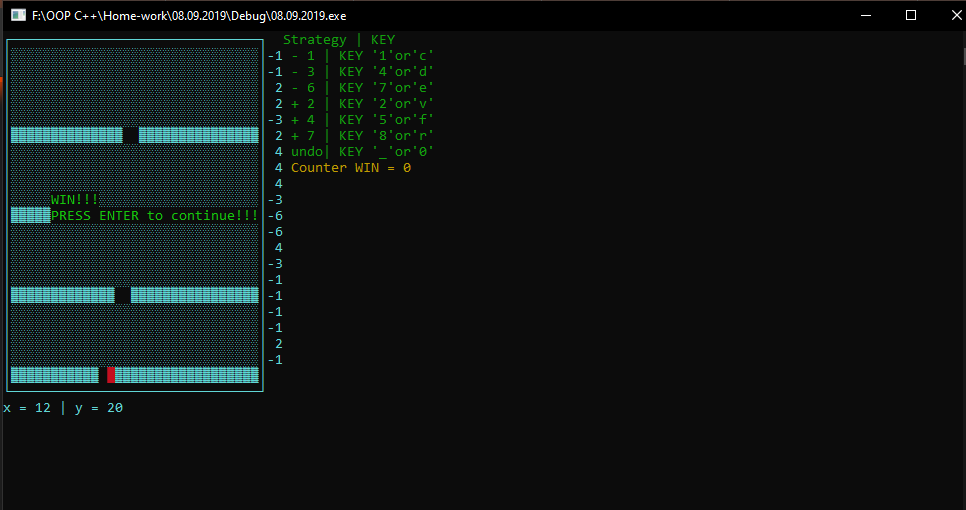 F:\OOP C++\Home-work\08.09.2019\Debug\08.09.2019.exe
Strategy | KEY
-1 - 1 | KEY '1'or'c'
-1 - 3 | KEY '4'or'd'
2 - 6 | KEY '7'or'e'
2 + 2 | KEY '2'or'v'
-3 + 4 | KEY '5'or'f'
2 + 7 | KEY '8'or'r'
4 undo| KEY '_'or'0'
4 Counter WIN = 0
4
WIN!!! -3
PRESS ENTER to continue!!! -6
-6
4
-3
-1
-1
-1
-1
2
-1
x = 12 | y = 20